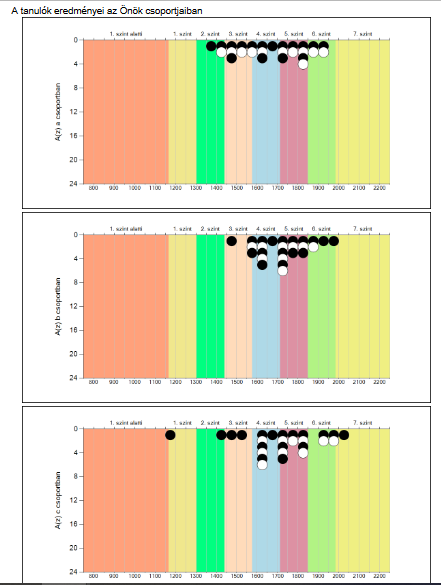 A tanulók eredményei az Önök csoportjaiban
1. szint alatti 1. szint 2. szint 3. szint 4. szint 5. szint 6. szint 7. szint
0
4
8
12
16
20
24
A(z) a csoportban
800 900 1000 1100 1200 1300 1400 1500 1600 1700 1800 1900 2000 2100 2200
1. szint alatti 1. szint 2. szint 3. szint 4. szint 5. szint 6. szint 7. szint
0
4
8
12
16
20
24
A(z) b csoportban
800 900 1000 1100 1200 1300 1400 1500 1600 1700 1800 1900 2000 2100 2200
1. szint alatti 1. szint 2. szint 3. szint 4. szint 5. szint 6. szint 7. szint
0
4
8
12
16
20
24
A(z) c csoportban
800 900 1000 1100 1200 1300 1400 1500 1600 1700 1800 1900 2000 2100 2200